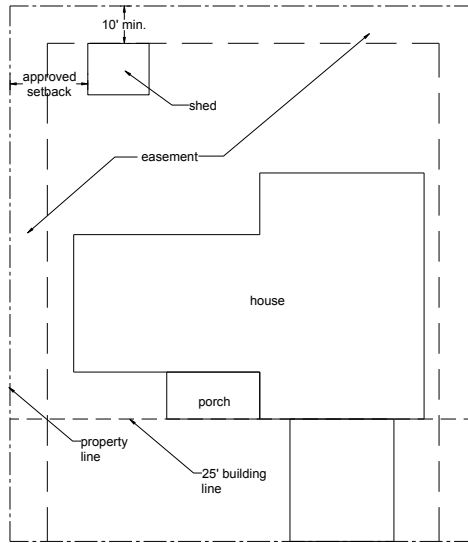 10' min.
approved
setback
shed
easement
house
porch
property
line
25' building
line